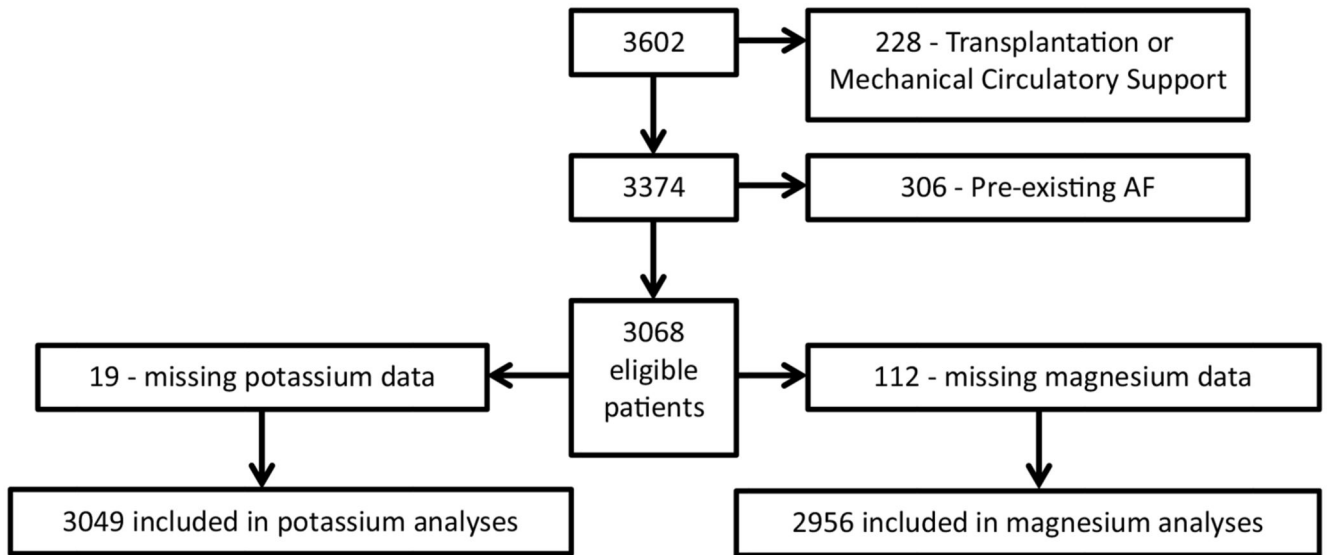 3602
228 - Transplantation or
Mechanical Circulatory Support
3374
306 - Pre-existing AF
3068
eligible
patients
19 - missing potassium data
112 - missing magnesium data
3049 included in potassium analyses
2956 included in magnesium analyses